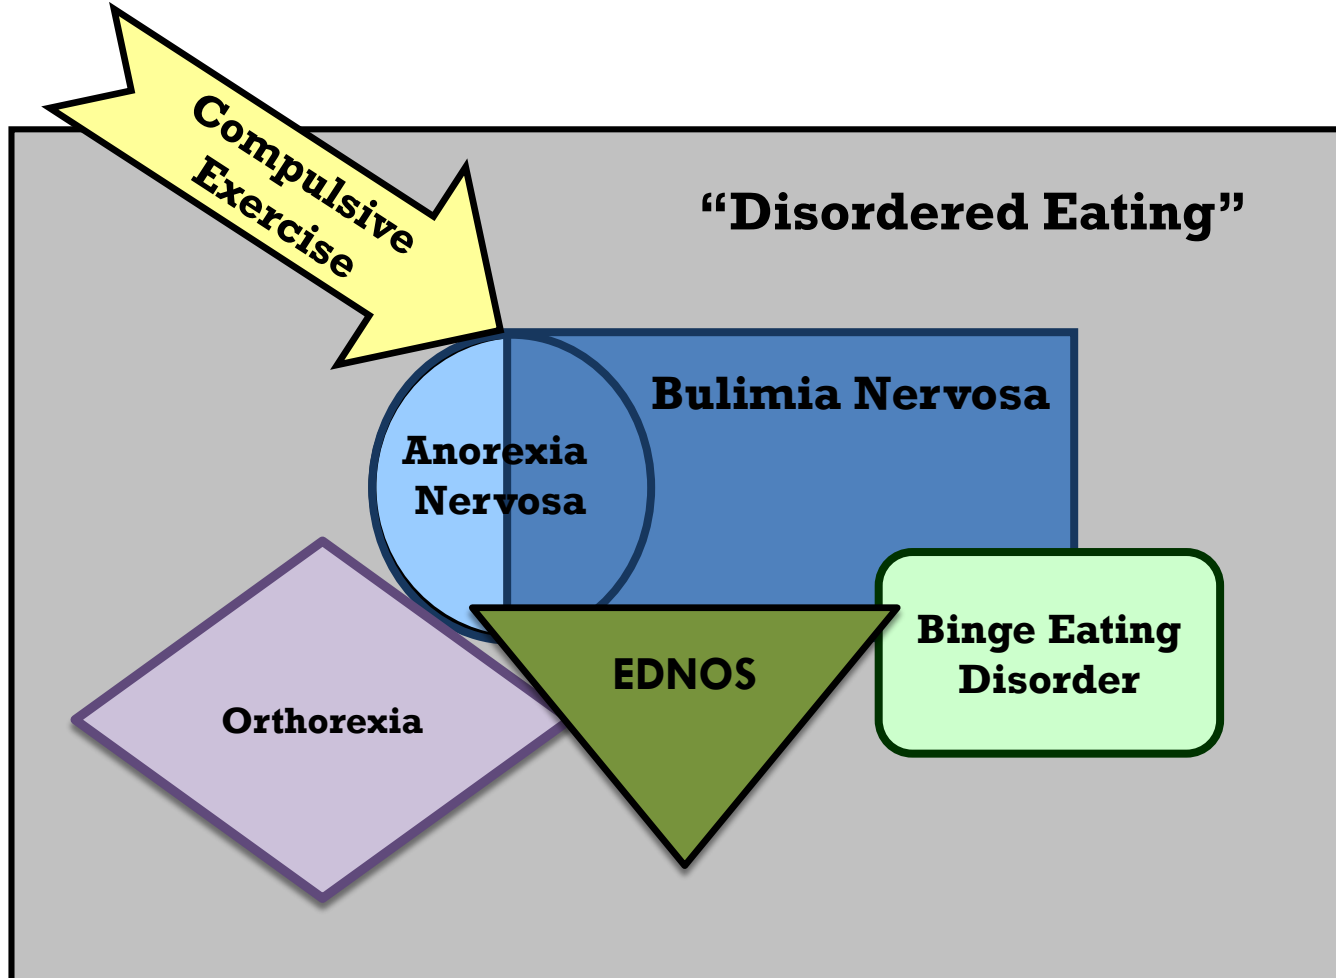 Compulsive
Exercise
“Disordered Eating”
Bulimia Nervosa
Anorexia
Nervosa
Binge Eating
Disorder
EDNOS
Orthorexia